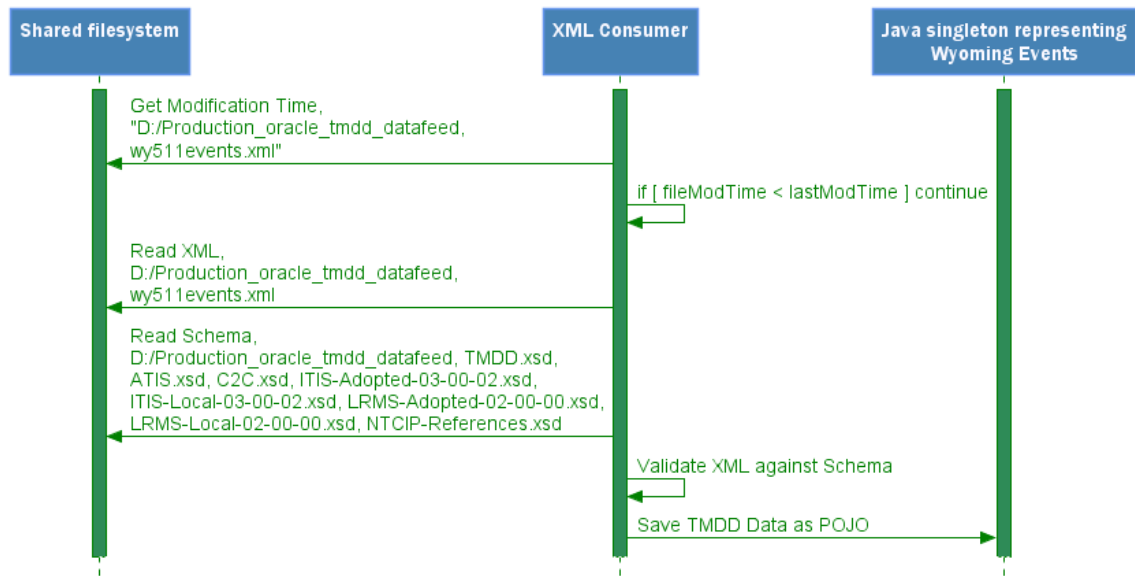 Shared filesystem
XML Consumer
Java singleton representing
Wyoming Events
Get Modification Time,
"D:/Production_oracle_tmdd_datafeed,
wy511events.xml"
if [ fileModTime < lastModTime ] continue
Read XML,
D:/Production_oracle_tmdd_datafeed,
wy511events.xml
Read Schema,
D:/Production_oracle_tmdd_datafeed, TMDD.xsd,
ATIS.xsd, C2C.xsd, ITIS-Adopted-03-00-02.xsd,
ITIS-Local-03-00-02.xsd, LRMS-Adopted-02-00-00.xsd,
LRMS-Local-02-00-00.xsd, NTCIP-References.xsd
Validate XML against Schema
Save TMDD Data as POJO